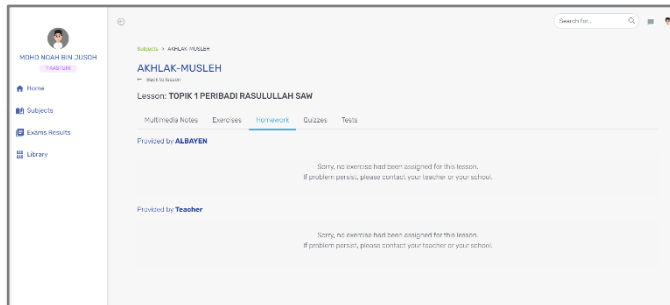 Search for...
MOHD NOAH BIN JUSOH
Home
Subjects
Exams Results
Library
Subjects > AKHLAK-MUSLEH
AKHLAK-MUSLEH
← Back to lesson
Lesson: TOPIK 1 PERIBADI RASULULLAH SAW
Multimedia Notes Exercises Homework Quizzes Tests
Provided by ALBAYEN
Sorry, no exercise had been assigned for this lesson.
If problem persist, please contact your teacher or your school.
Provided by Teacher
Sorry, no exercise had been assigned for this lesson.
If problem persist, please contact your teacher or your school.